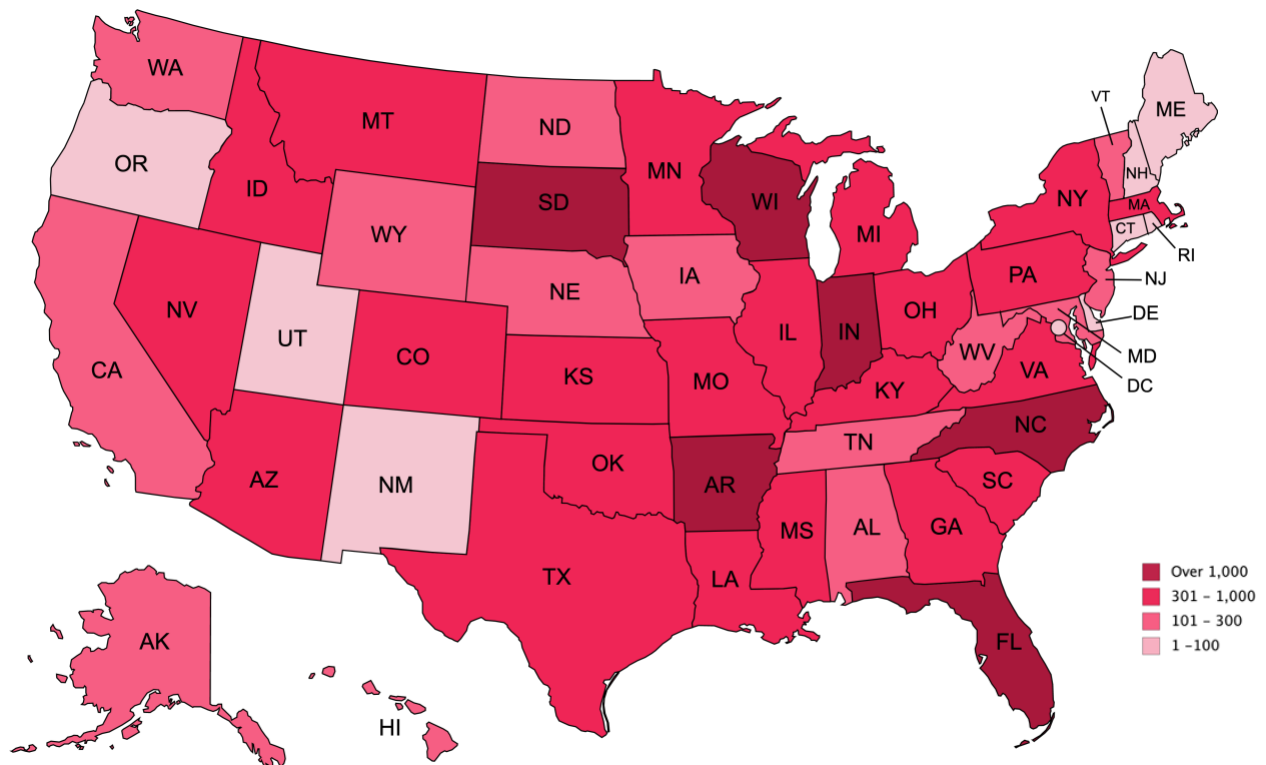 WA
OR
CA
ID
NV
MT
WY
UT
AZ
CO
NM
ND
SD
NE
KS
OK
TX
MN
IA
MO
AR
LA
WI
IL
MI
IN
OH
KY
TN
MS
AL
GA
FL
SC
NC
VA
WV
PA
NY
VT
NH
ME
MA
CT
RI
NJ
DE
MD
DC
AK
HI
Over 1,000
301 – 1,000
101 – 300
1 –100